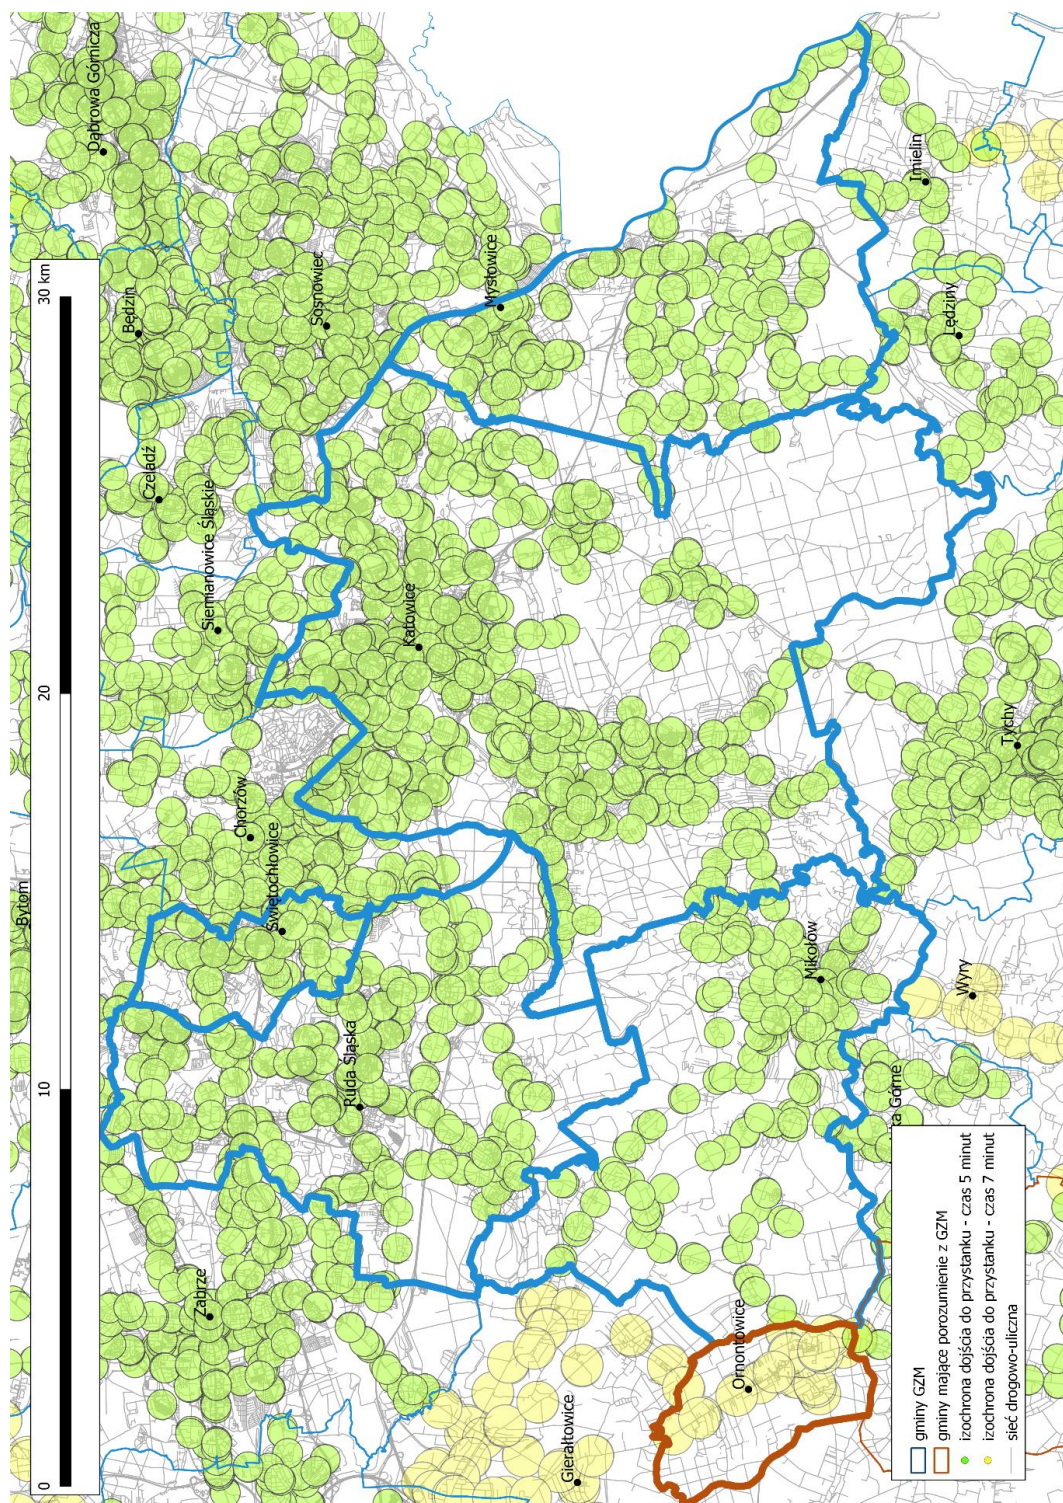 0
10
20
30 km
Bytom
Dąbrowa Górnicza
Będzin
Czeladź
Siemianowice Śląskie
Sosnowiec
Chorzów
Świętochłowice
Zabrze
Ruda Śląska
Katowice
Mysłowice
Gierałtowice
Ornontowice
Mikołów
Imielin
Lędziny
Wyry
Tychy
Górne
gminy GZM
gminy mające porozumienie z GZM
izochrona dojścia do przystanku - czas 5 minut
izochrona dojścia do przystanku - czas 7 minut
sieć drogowo-uliczna